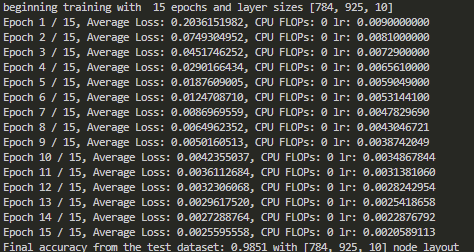 beginning training with  15 epochs and layer sizes [784, 925, 10]
Epoch 1 / 15, Average Loss: 0.2036151982, CPU FLOPs: 0 lr: 0.0090000000
Epoch 2 / 15, Average Loss: 0.0749304952, CPU FLOPs: 0 lr: 0.0081000000
Epoch 3 / 15, Average Loss: 0.0451746252, CPU FLOPs: 0 lr: 0.0072900000
Epoch 4 / 15, Average Loss: 0.0290166434, CPU FLOPs: 0 lr: 0.0065610000
Epoch 5 / 15, Average Loss: 0.0187609005, CPU FLOPs: 0 lr: 0.0059049000
Epoch 6 / 15, Average Loss: 0.0124708710, CPU FLOPs: 0 lr: 0.0053144100
Epoch 7 / 15, Average Loss: 0.0086969559, CPU FLOPs: 0 lr: 0.0047829690
Epoch 8 / 15, Average Loss: 0.0064962352, CPU FLOPs: 0 lr: 0.0043046721
Epoch 9 / 15, Average Loss: 0.0050160513, CPU FLOPs: 0 lr: 0.0038742049
Epoch 10 / 15, Average Loss: 0.0042355037, CPU FLOPs: 0 lr: 0.0034867844
Epoch 11 / 15, Average Loss: 0.0036112684, CPU FLOPs: 0 lr: 0.0031381060
Epoch 12 / 15, Average Loss: 0.0032306068, CPU FLOPs: 0 lr: 0.0028242954
Epoch 13 / 15, Average Loss: 0.0029617520, CPU FLOPs: 0 lr: 0.0025418658
Epoch 14 / 15, Average Loss: 0.0027288764, CPU FLOPs: 0 lr: 0.0022876792
Epoch 15 / 15, Average Loss: 0.0025595558, CPU FLOPs: 0 lr: 0.0020589113
Final accuracy from the test dataset: 0.9851 with [784, 925, 10] node layout